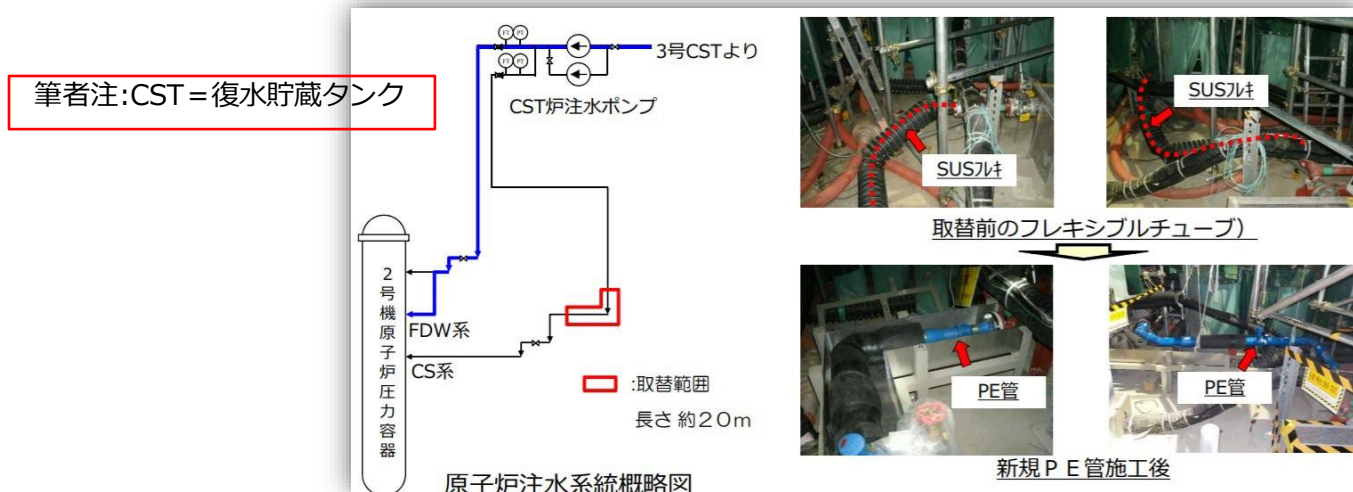 筆者注:CST＝復水貯蔵タンク
FT FT
FT FT
3号CSTより
CST炉注水ポンプ
2号機原子炉圧力容器
FDW系
CS系
:取替範囲
長さ 約２０ｍ
原子炉注水系統概略図
SUSﾌﾚｷ
SUSﾌﾚｷ
取替前のフレキシブルチューブ）
PE管
PE管
新規ＰＥ管施工後